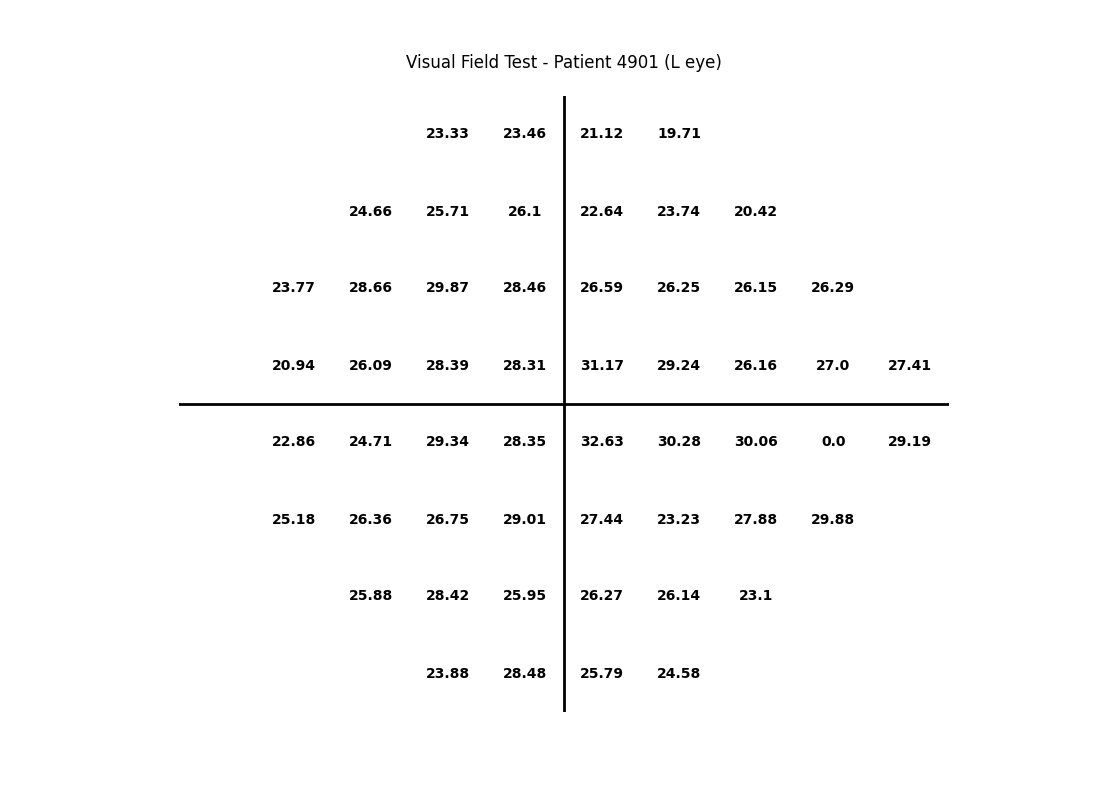 Visual Field Test - Patient 4901 (L eye)
23.33 23.46 21.12 19.71
24.66 25.71 26.1 22.64 23.74 20.42
23.77 28.66 29.87 28.46 26.59 26.25 26.15 26.29
20.94 26.09 28.39 28.31 31.17 29.24 26.16 27.0 27.41
22.86 24.71 29.34 28.35 32.63 30.28 30.06 0.0 29.19
25.18 26.36 26.75 29.01 27.44 23.23 27.88 29.88
25.88 28.42 25.95 26.27 26.14 23.1
23.88 28.48 25.79 24.58